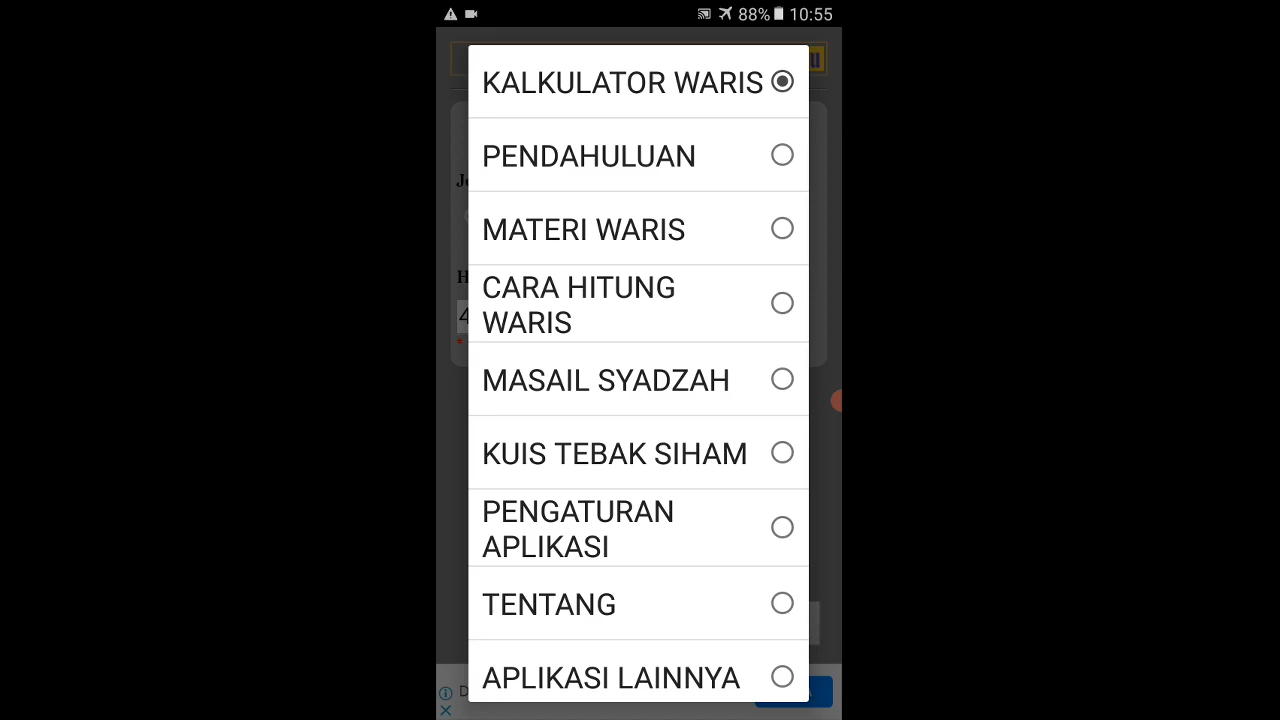 88% 10:55
KALKULATOR WARIS
PENDAHULUAN
MATERI WARIS
CARA HITUNG
WARIS
MASAIL SYADZAH
KUIS TEBAK SIHAM
PENGATURAN
APLIKASI
TENTANG
APLIKASI LAINNYA